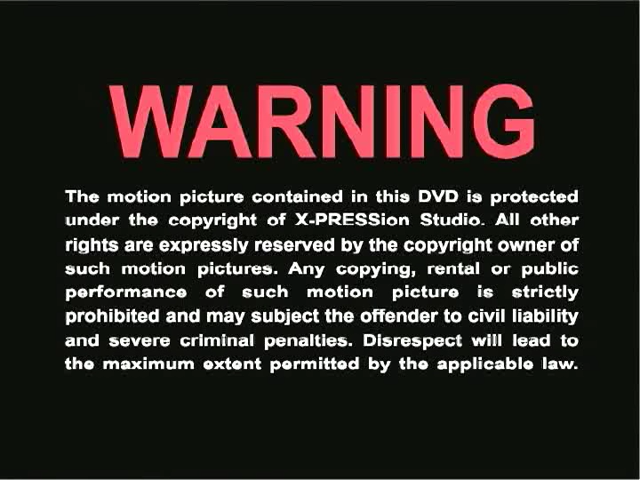 WARNING
The motion picture contained in this DVD is protected
under the copyright of X-PRESSion Studio. All other
rights are expressly reserved by the copyright owner of
such motion pictures. Any copying, rental or public
performance of such motion picture is strictly
prohibited and may subject the offender to civil liability
and severe criminal penalties. Disrespect will lead to
the maximum extent permitted by the applicable law.